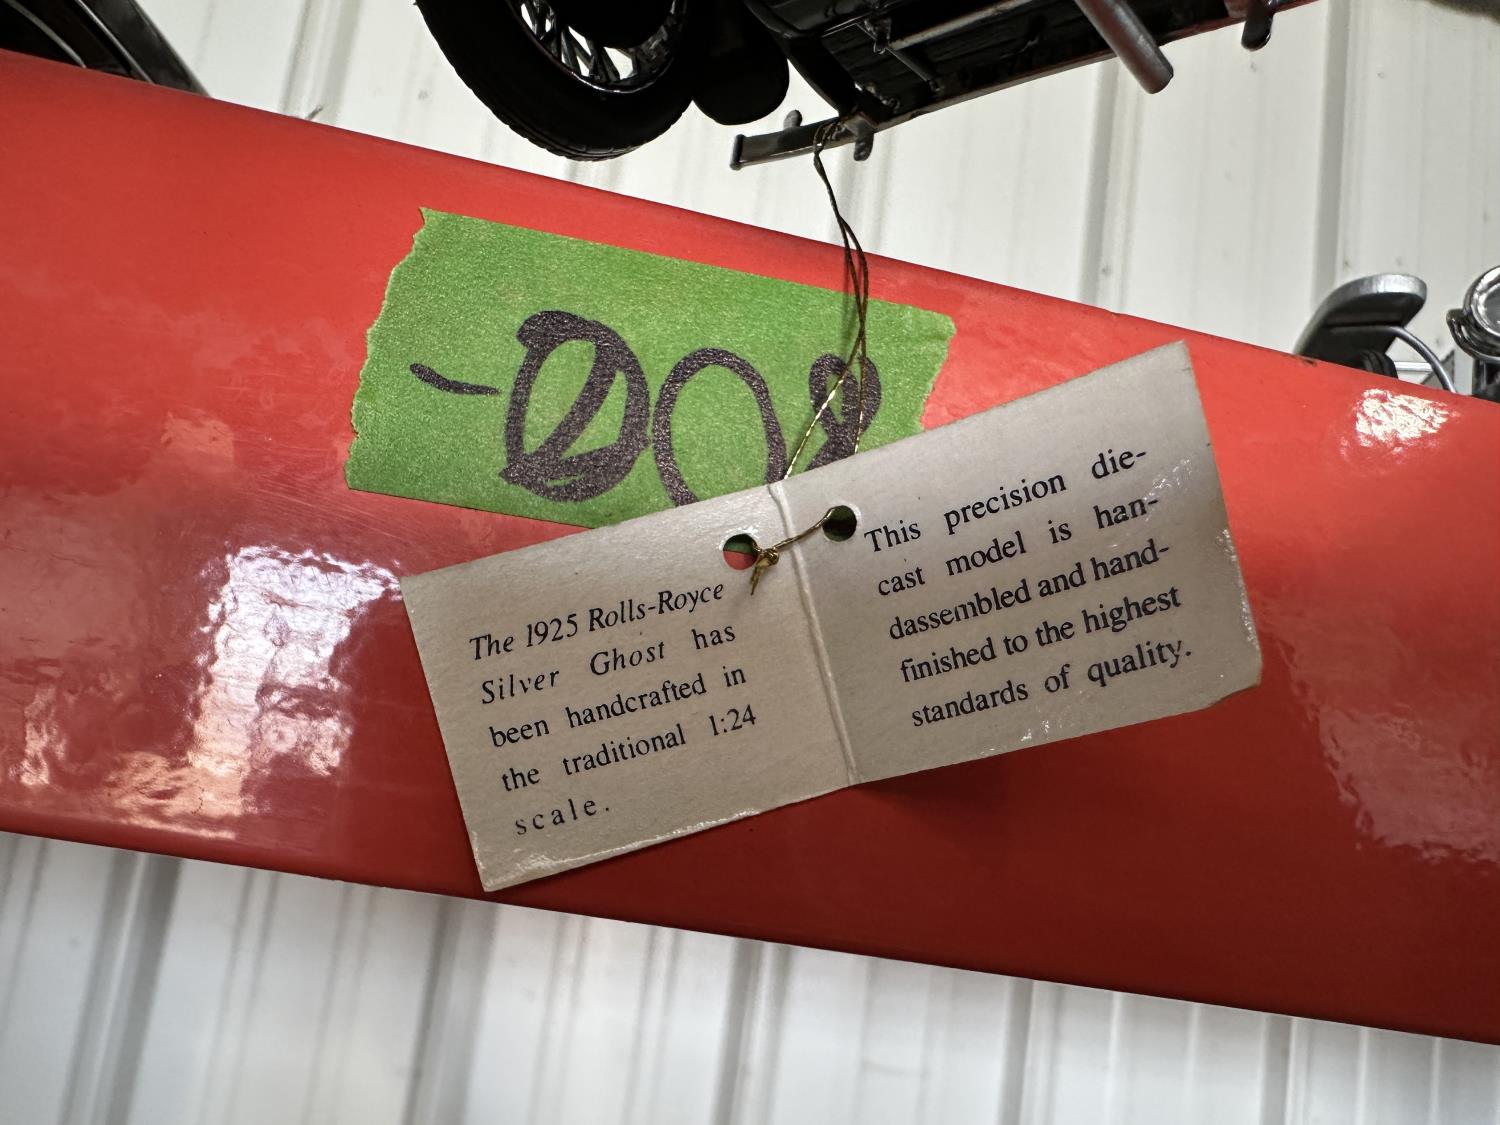 The 1925 Rolls-Royce
Silver Ghost has
been handcrafted in
the traditional 1:24
scale.
This precision die-
cast model is han-
dassembled and hand-
finished to the highest
standards of quality.